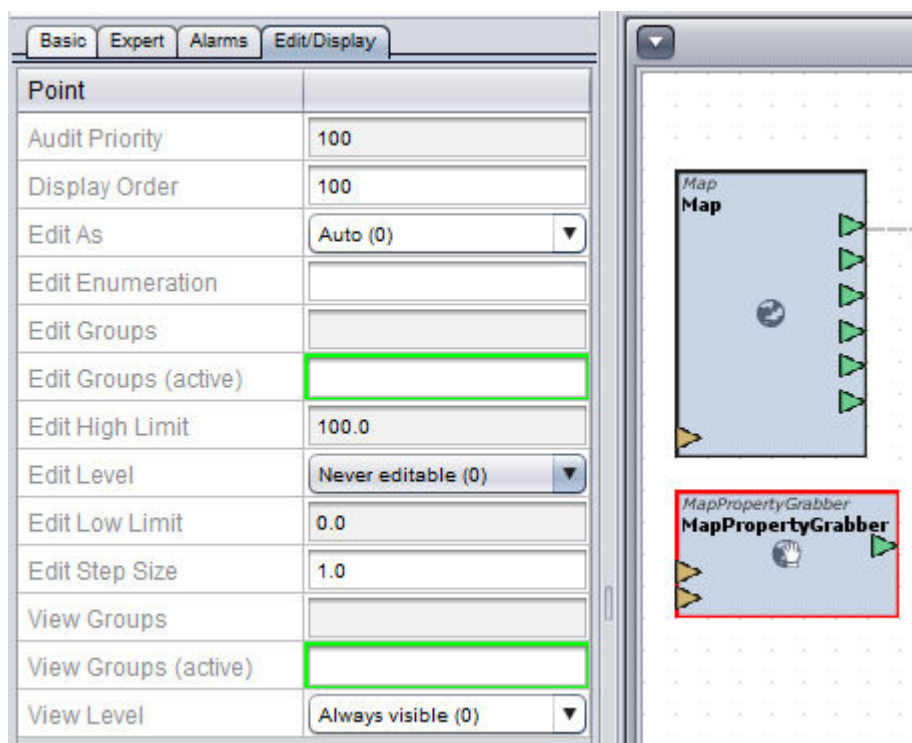 Basic Expert Alarms Edit/Display
Point
Audit Priority 100
Display Order 100
Edit As Auto (0)
Edit Enumeration
Edit Groups
Edit Groups (active)
Edit High Limit 100.0
Edit Level Never editable (0)
Edit Low Limit 0.0
Edit Step Size 1.0
View Groups
View Groups (active)
View Level Always visible (0)
Map
Map
MapPropertyGrabber
MapPropertyGrabber